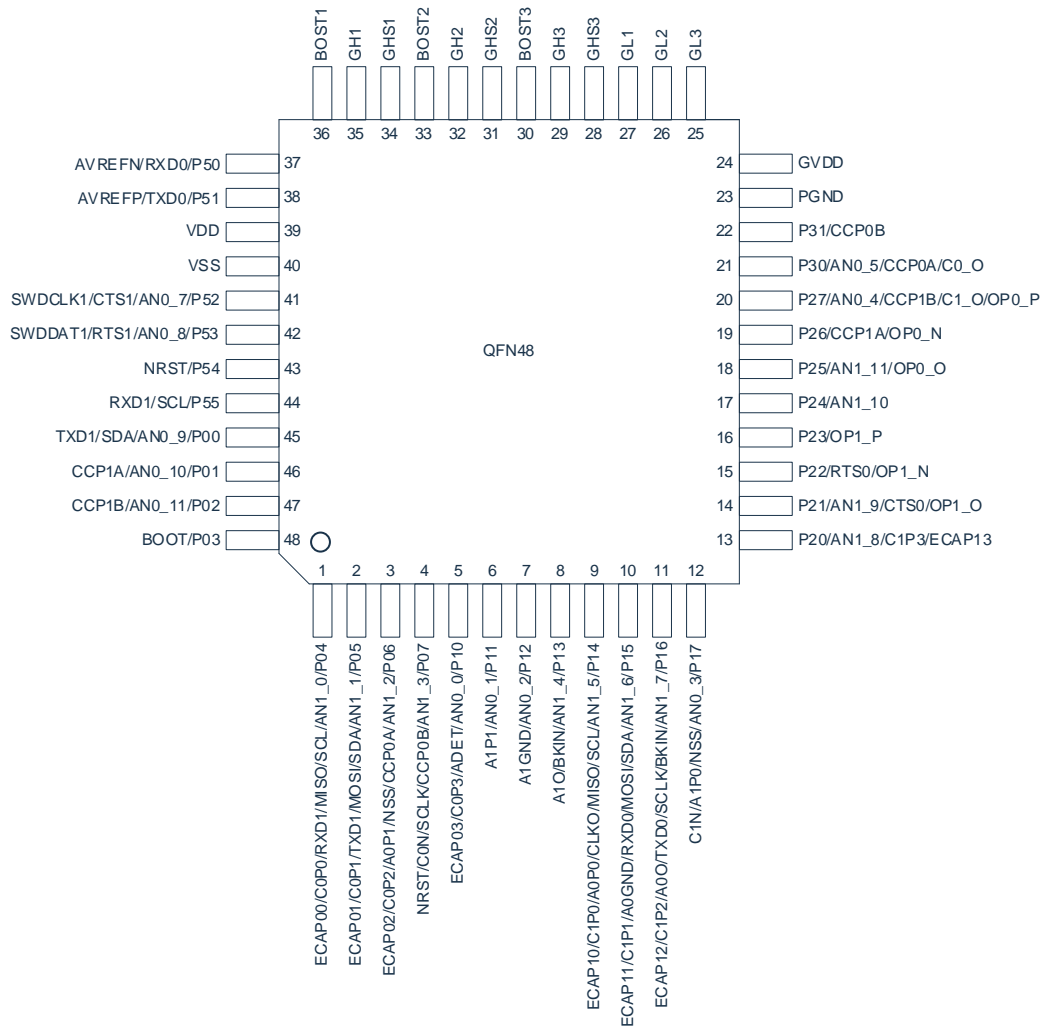 BOST1
GH1
GHS1
BOST2
GH2
GHS2
BOST3
GH3
GHS3
GL1
GL2
GL3
36 35 34 33 32 31 30 29 28 27 26 25
AVREFN/RXD0/P50 37
AVREFP/TXD0/P51 38
VDD 39
VSS 40
SWDCLK1/CTS1/AN0_7/P52 41
SWDDAT1/RTS1/AN0_8/P53 42
NRST/P54 43
RXD1/SCL/P55 44
TXD1/SDA/AN0_9/P00 45
CCP1A/AN0_10/P01 46
CCP1B/AN0_11/P02 47
BOOT/P03 48
QFN48
24 GVDD
23 PGND
22 P31/CCP0B
21 P30/AN0_5/CCP0A/C0_O
20 P27/AN0_4/CCP1B/C1_O/OP0_P
19 P26/CCP1A/OP0_N
18 P25/AN1_11/OP0_O
17 P24/AN1_10
16 P23/OP1_P
15 P22/RTS0/OP1_N
14 P21/AN1_9/CTS0/OP1_O
13 P20/AN1_8/C1P3/ECAP13
1 2 3 4 5 6 7 8 9 10 11 12
ECAP00/C0P0/RXD1/MISO/SCL/AN1_0/P04
ECAP01/C0P1/TXD1/MOSI/SDA/AN1_1/P05
ECAP02/C0P2/A0P1/NSS/CCP0A/AN1_2/P06
NRST/C0N/SCLK/CCP0B/AN1_3/P07
ECAP03/C0P3/ADET/AN0_0/P10
A1P1/AN0_1/P11
A1GND/AN0_2/P12
A1O/BKIN/AN1_4/P13
ECAP10/C1P0/A0P0/CLKO/MISO/SCL/AN1_5/P14
ECAP11/C1P1/A0GND/RXD0/MOSI/SDA/AN1_6/P15
ECAP12/C1P2/A0O/TXD0/SCLK/BKIN/AN1_7/P16
C1N/A1P0/NSS/AN0_3/P17